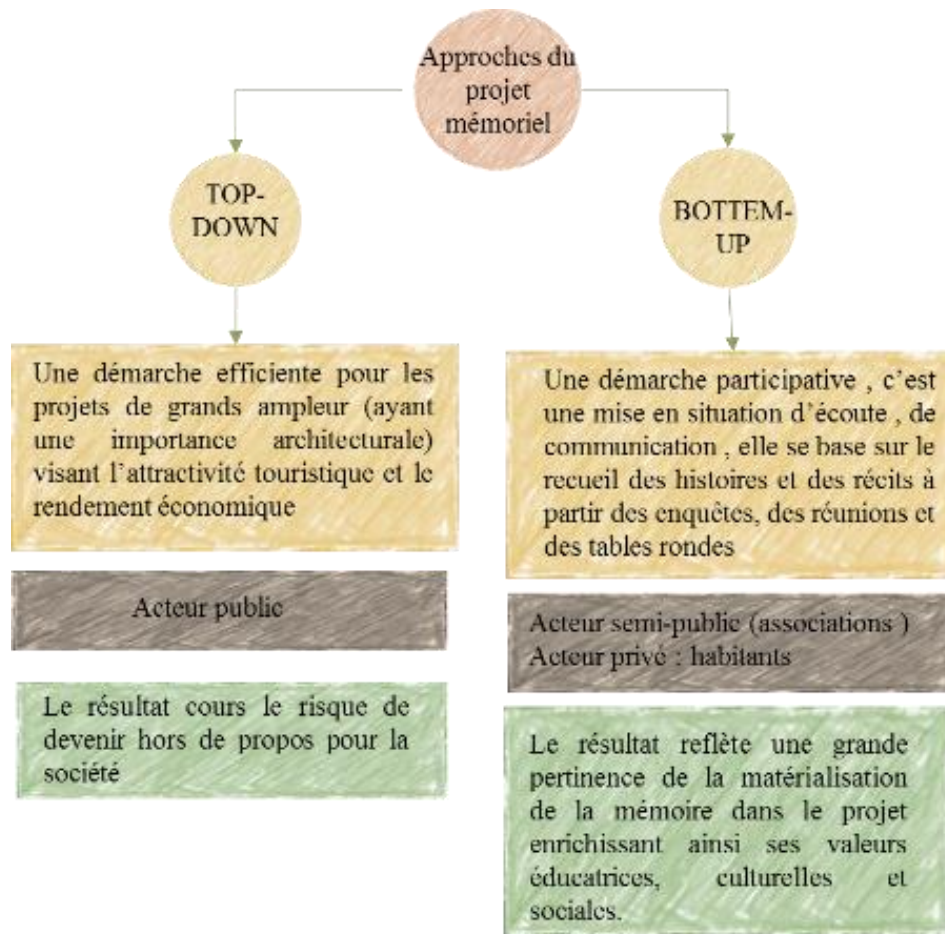 Approches du
projet
mémoriel
TOP-
DOWN
BOTTEM-
UP
Une démarche efficiente pour les
projets de grands ampleur (ayant
une importance architecturale)
visant l’attractivité touristique et le
rendement économique
Acteur public
Le résultat cours le risque de
devenir hors de propos pour la
société
Une démarche participative , c’est
une mise en situation d’écoute , de
communication , elle se base sur le
recueil des histoires et des récits à
partir des enquêtes, des réunions et
des tables rondes
Acteur semi-public (associations )
Acteur privé : habitants
Le résultat reflète une grande
pertinence de la matérialisation
de la mémoire dans le projet
enrichissant ainsi ses valeurs
éducatrices, culturelles et
sociales.